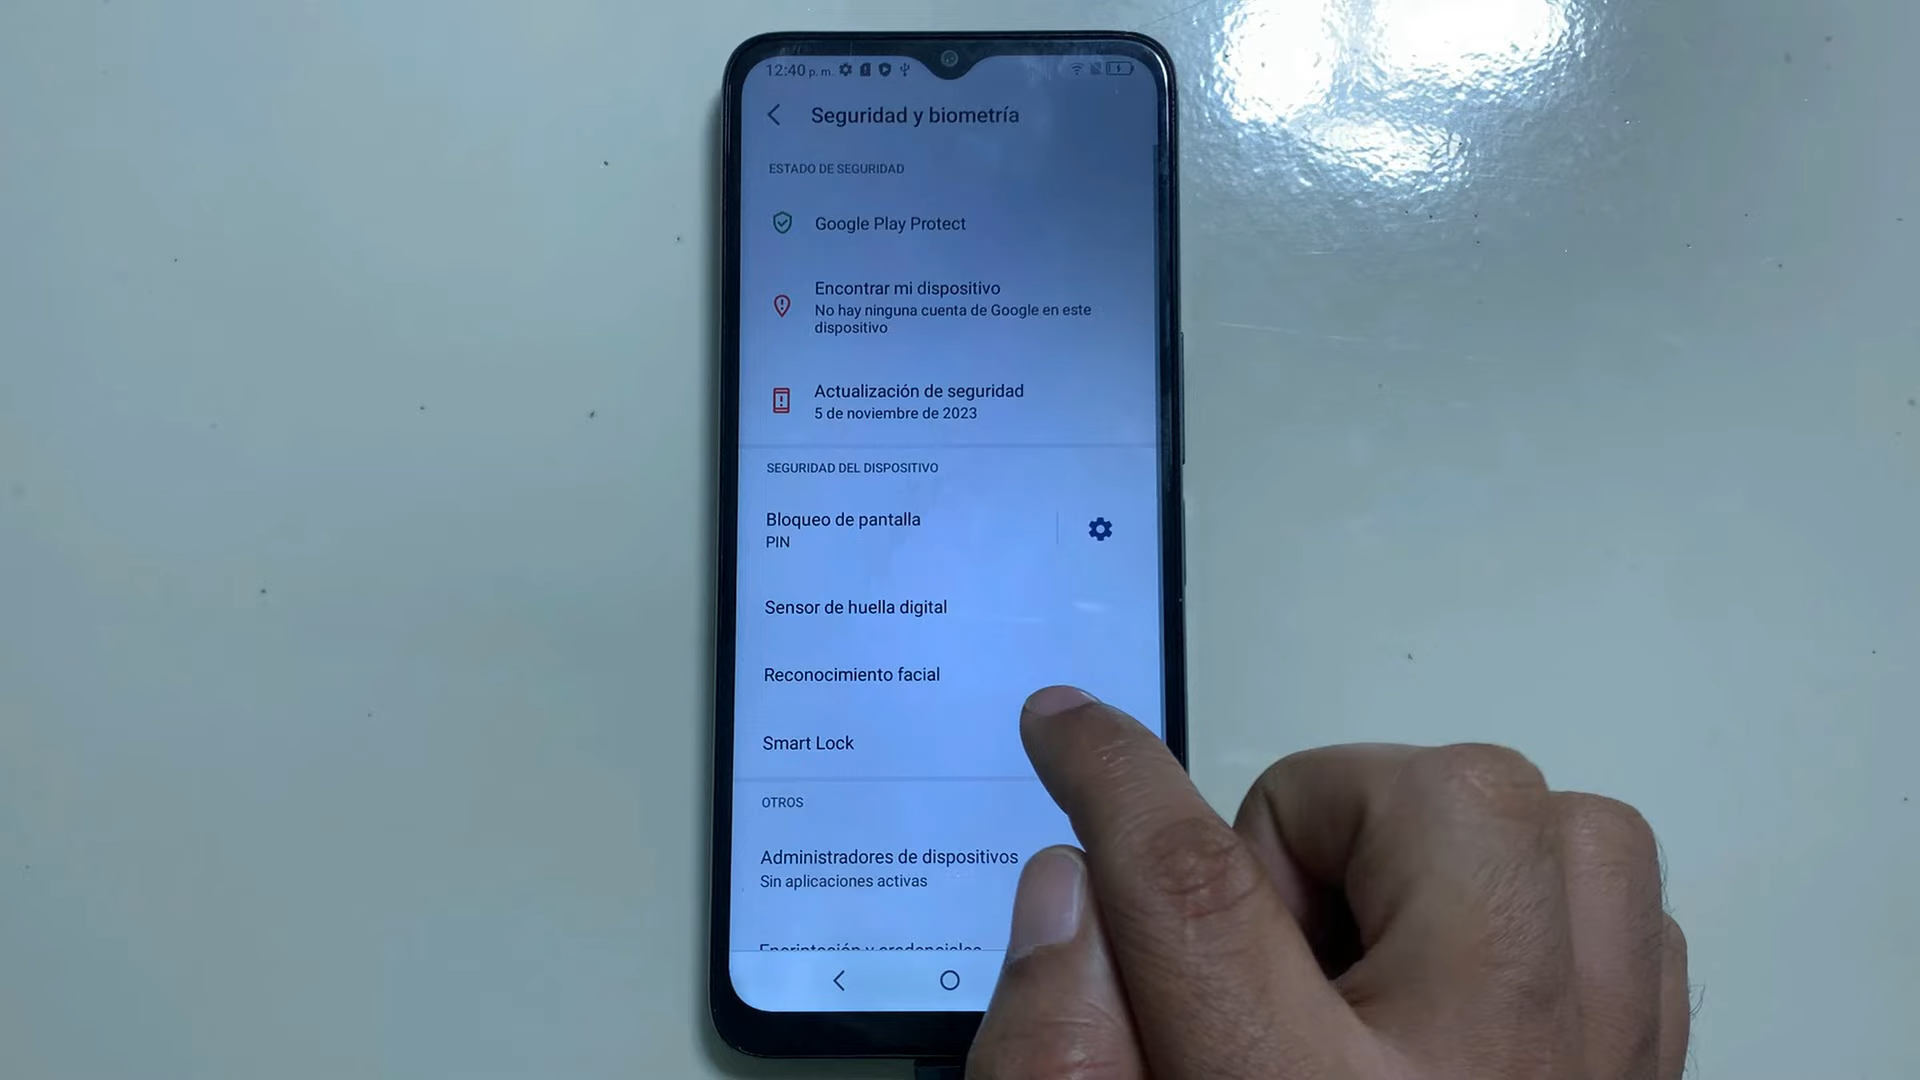 12:40 p. m.
Seguridad y biometría
ESTADO DE SEGURIDAD
Google Play Protect
Encontrar mi dispositivo
No hay ninguna cuenta de Google en este
dispositivo
Actualización de seguridad
5 de noviembre de 2023
SEGURIDAD DEL DISPOSITIVO
Bloqueo de pantalla
PIN
Sensor de huella digital
Reconocimiento facial
Smart Lock
OTROS
Administradores de dispositivos
Sin aplicaciones activas
Encriptación y credenciales